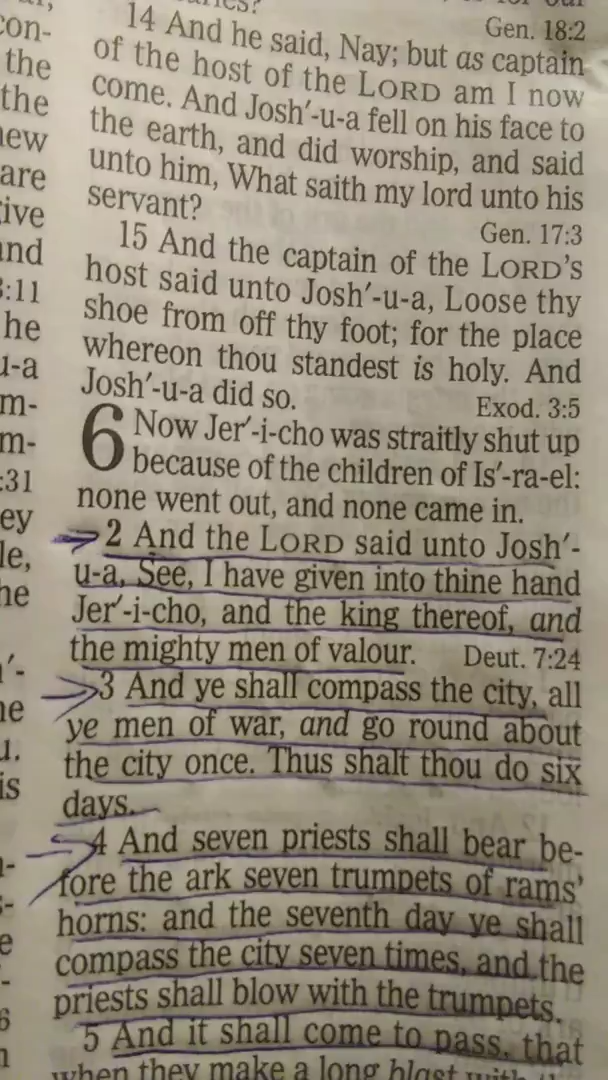 con-
the
the
new
are
and
3:11
he
u-a
m-
m-
:31
ey
le,
he
u.
is
14 And he said, Nay; but as captain
Gen. 18:2
of the host of the LORD am I now
come. And Josh′-u-a fell on his face to
the earth, and did worship, and said
unto him, What saith my lord unto his
servant?
Gen. 17:3
15 And the captain of the LORD'S
host said unto Josh′-u-a, Loose thy
shoe from off thy foot; for the place
whereon thou standest is holy. And
Josh′-u-a did so.
Exod. 3:5
6 Now Jer′-i-cho was straitly shut up
because of the children of Is′-ra-el:
none went out, and none came in.
2 And the LORD said unto Josh′-
u-a, See, I have given into thine hand
Jer′-i-cho, and the king thereof, and
the mighty men of valour. Deut. 7:24
3 And ye shall compass the city, all
ye men of war, and go round about
the city once. Thus shalt thou do six
days.
4 And seven priests shall bear be-
fore the ark seven trumpets of rams'
horns: and the seventh day ye shall
compass the city seven times, and the
priests shall blow with the trumpets.
5 And it shall come to pass, that
when they make a long blast with